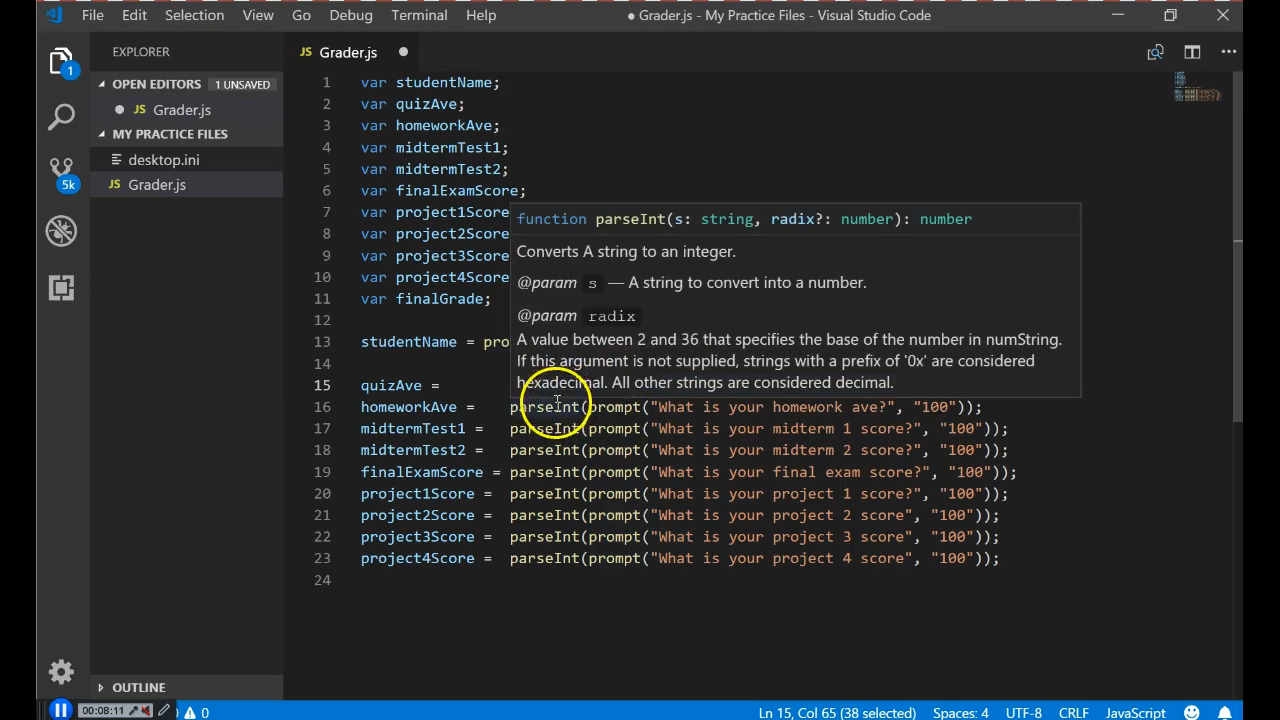 File Edit Selection View Go Debug Terminal Help ● Grader.js - My Practice Files - Visual Studio Code
EXPLORER
JS Grader.js ●
OPEN EDITORS 1 UNSAVED
● JS Grader.js
MY PRACTICE FILES
desktop.ini
JS Grader.js
1
5k
1 var studentName;
2 var quizAve;
3 var homeworkAve;
4 var midtermTest1;
5 var midtermTest2;
6 var finalExamScore;
7 var project1Score
8 var project2Score
9 var project3Score
10 var project4Score
11 var finalGrade;
12
13 studentName = pro
14
15 quizAve =
16 homeworkAve = parseInt(prompt("What is your homework ave?", "100"));
17 midtermTest1 = parseInt(prompt("What is your midterm 1 score?", "100"));
18 midtermTest2 = parseInt(prompt("What is your midterm 2 score?", "100"));
19 finalExamScore = parseInt(prompt("What is your final exam score?", "100"));
20 project1Score = parseInt(prompt("What is your project 1 score?", "100"));
21 project2Score = parseInt(prompt("What is your project 2 score", "100"));
22 project3Score = parseInt(prompt("What is your project 3 score", "100"));
23 project4Score = parseInt(prompt("What is your project 4 score", "100"));
24
function parseInt(s: string, radix?: number): number
Converts A string to an integer.
@param s — A string to convert into a number.
@param radix
A value between 2 and 36 that specifies the base of the number in numString.
If this argument is not supplied, strings with a prefix of '0x' are considered
hexadecimal. All other strings are considered decimal.
OUTLINE
00:08:11 0 Ln 15, Col 65 (38 selected) Spaces: 4 UTF-8 CRLF JavaScript